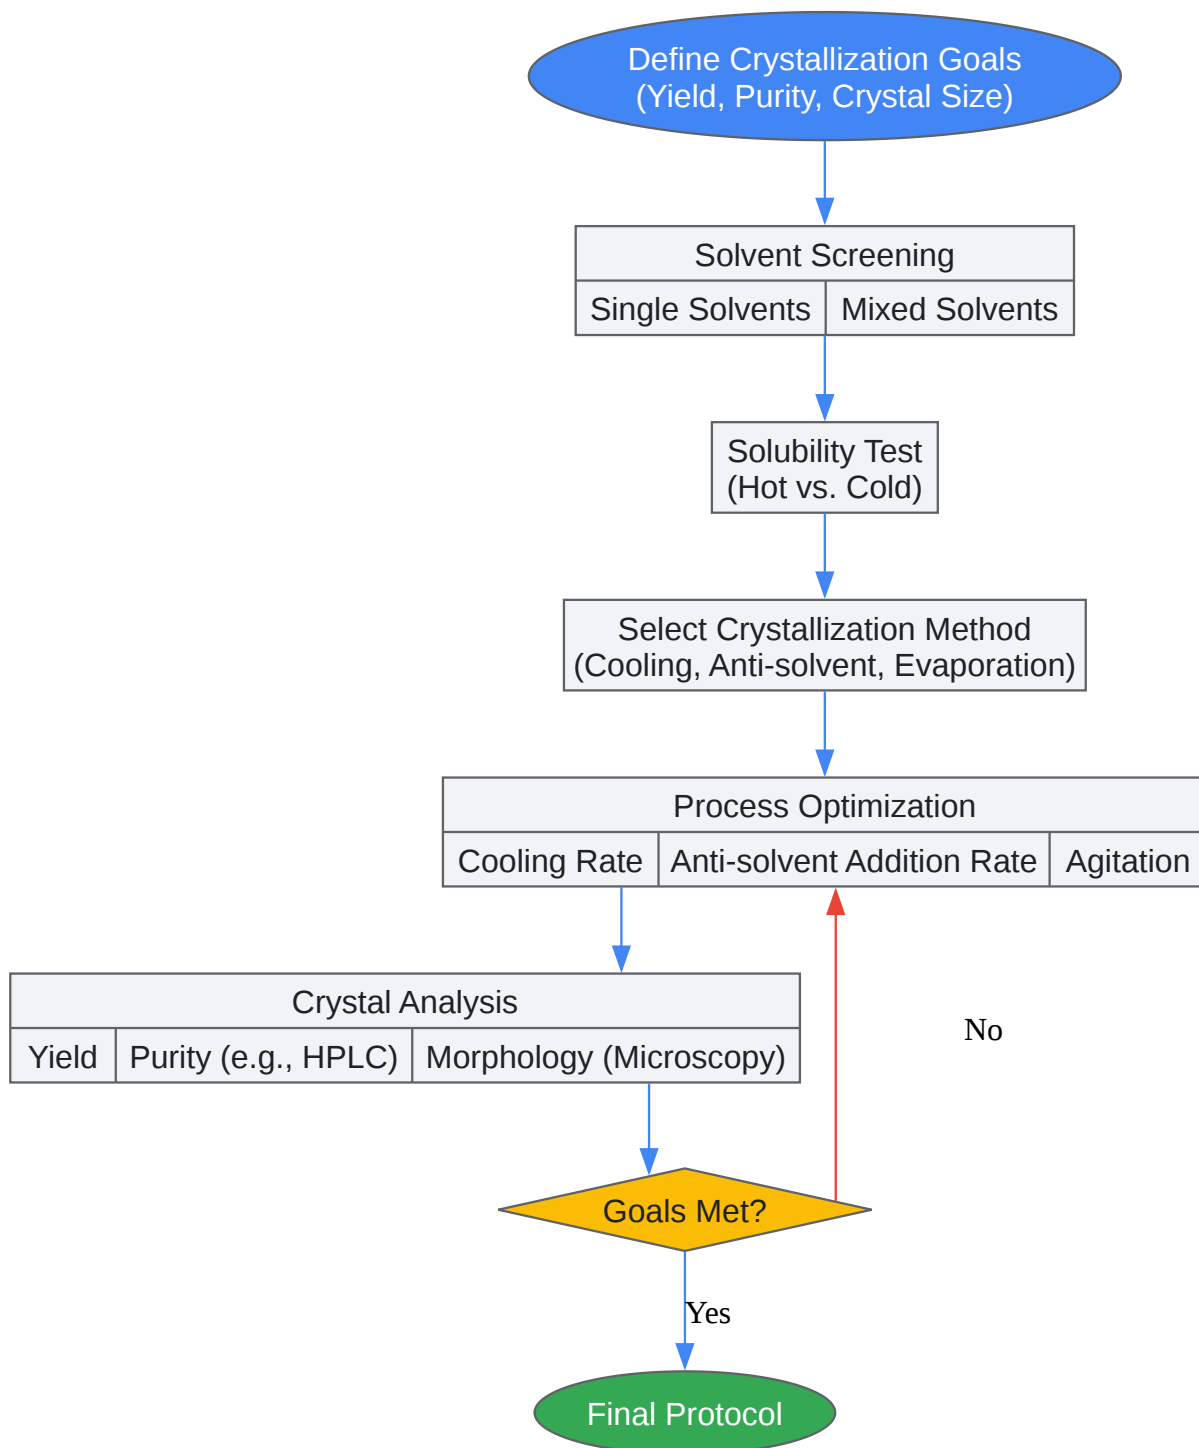 Define Crystallization Goals
(Yield, Purity, Crystal Size)
Solvent Screening
Single Solvents
Mixed Solvents
Solubility Test
(Hot vs. Cold)
Select Crystallization Method
(Cooling, Anti-solvent, Evaporation)
Process Optimization
Cooling Rate
Anti-solvent Addition Rate
Agitation
Crystal Analysis
Yield
Purity (e.g., HPLC)
Morphology (Microscopy)
No
Goals Met?
Yes
Final Protocol